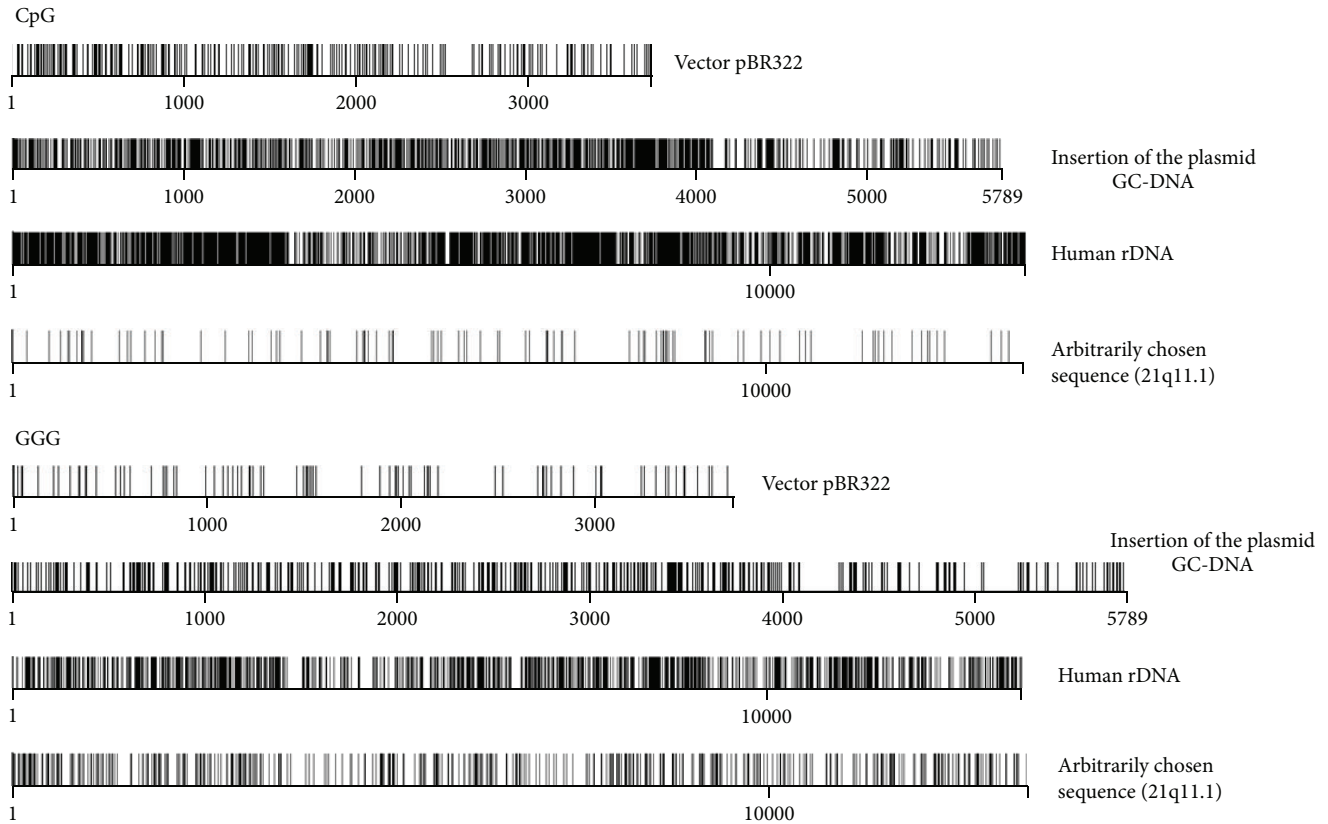 CpG
Vector pBR322
1 1000 2000 3000
Insertion of the plasmid
GC-DNA
1 1000 2000 3000 4000 5000 5789
Human rDNA
1 10000
Arbitrarily chosen
sequence (21q11.1)
1 10000
GGG
Vector pBR322
1 1000 2000 3000
Insertion of the plasmid
GC-DNA
1 1000 2000 3000 4000 5000 5789
Human rDNA
1 10000
Arbitrarily chosen
sequence (21q11.1)
1 10000